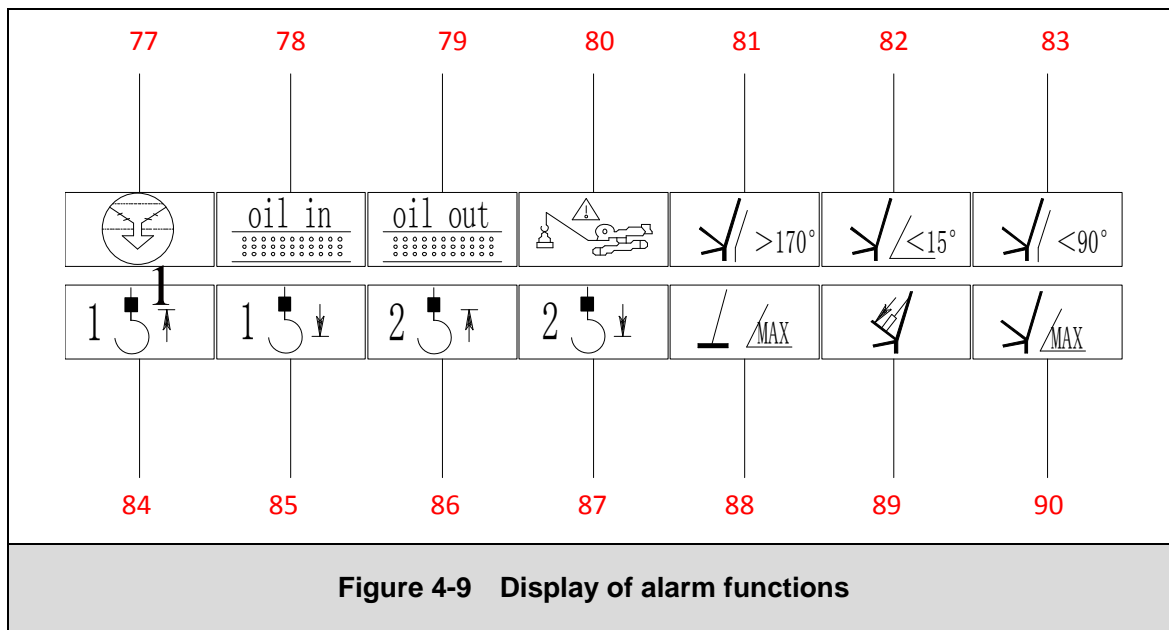 77 78 79 80 81 82 83
oil in oil out >170° <15° <90°
1
1 1 2 2 MAX MAX
84 85 86 87 88 89 90
Figure 4-9 Display of alarm functions